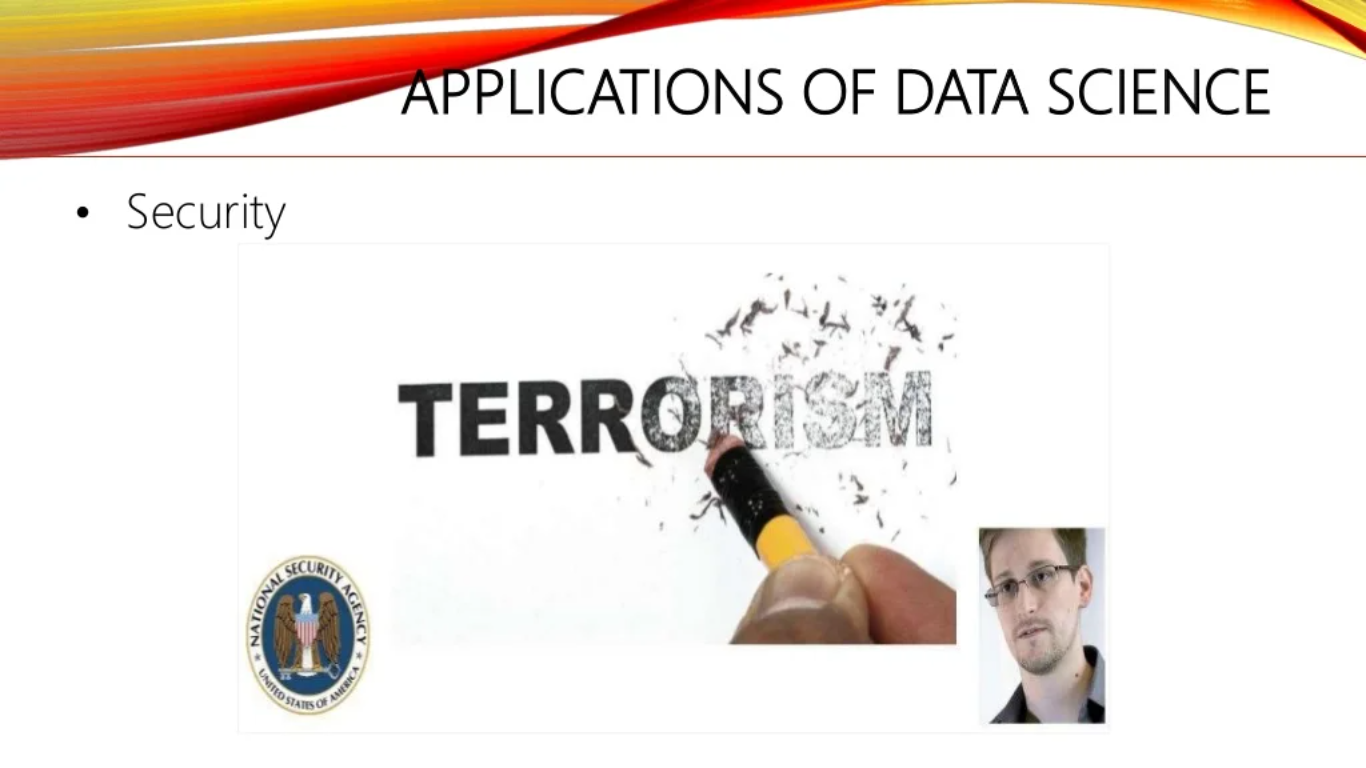 APPLICATIONS OF DATA SCIENCE
• Security
TERRORISM
NATIONAL SECURITY AGENCY
UNITED STATES OF AMERICA